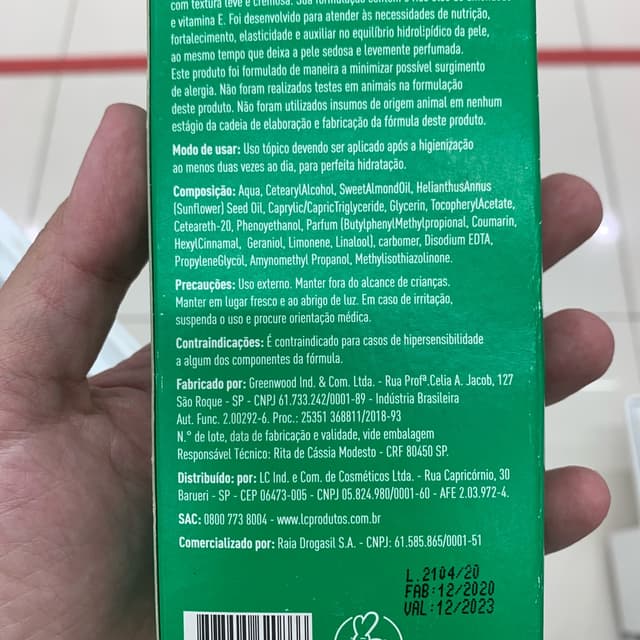 com textura leve e cremosa. Sua formulação contém
e vitamina E. Foi desenvolvido para atender às necessidades de nutrição,
fortalecimento, elasticidade e auxiliar no equilíbrio hidrolipídico da pele,
ao mesmo tempo que deixa a pele sedosa e levemente perfumada.
Este produto foi formulado de maneira a minimizar possível surgimento
de alergia. Não foram realizados testes em animais na formulação
deste produto. Não foram utilizados insumos de origem animal em nenhum
estágio da cadeia de elaboração e fabricação da fórmula deste produto.
Modo de usar: Uso tópico devendo ser aplicado após a higienização
ao menos duas vezes ao dia, para perfeita hidratação.
Composição: Aqua, CetearylAlcohol, SweetAlmondOil, HelianthusAnnus
(Sunflower) Seed Oil, Caprylic/CapricTriglyceride, Glycerin, TocopherylAcetate,
Ceteareth-20, Phenoyethanol, Parfum (ButylphenylMethylpropional, Coumarin,
HexylCinnamal, Geraniol, Limonene, Linalool), carbomer, Disodium EDTA,
PropyleneGlycol, Amynomethyl Propanol, Methylisothiazolinone.
Precauções: Uso externo. Manter fora do alcance de crianças.
Manter em lugar fresco e ao abrigo de luz. Em caso de irritação,
suspenda o uso e procure orientação médica.
Contraindicações: É contraindicado para casos de hipersensibilidade
a algum dos componentes da fórmula.
Fabricado por: Greenwood Ind. & Com. Ltda. - Rua Profª.Celia A. Jacob, 127
São Roque - SP - CNPJ 61.733.242/0001-89 - Indústria Brasileira
Aut. Func. 2.00292-6. Proc.: 25351 368811/2018-93
N.° de lote, data de fabricação e validade, vide embalagem
Responsável Técnico: Rita de Cássia Modesto - CRF 80450 SP.
Distribuído: por: LC Ind. e Com. de Cosméticos Ltda. - Rua Capricórnio, 30
Barueri - SP - CEP 06473-005 - CNPJ 05.824.980/0001-60 - AFE 2.03.972-4.
SAC: 0800 773 8004 - www.lcprodutos.com.br
Comercializado por: Raia Drogasil S.A. - CNPJ: 61.585.865/0001-51
L.2104/20
FAB:12/2020
VAL:12/2023